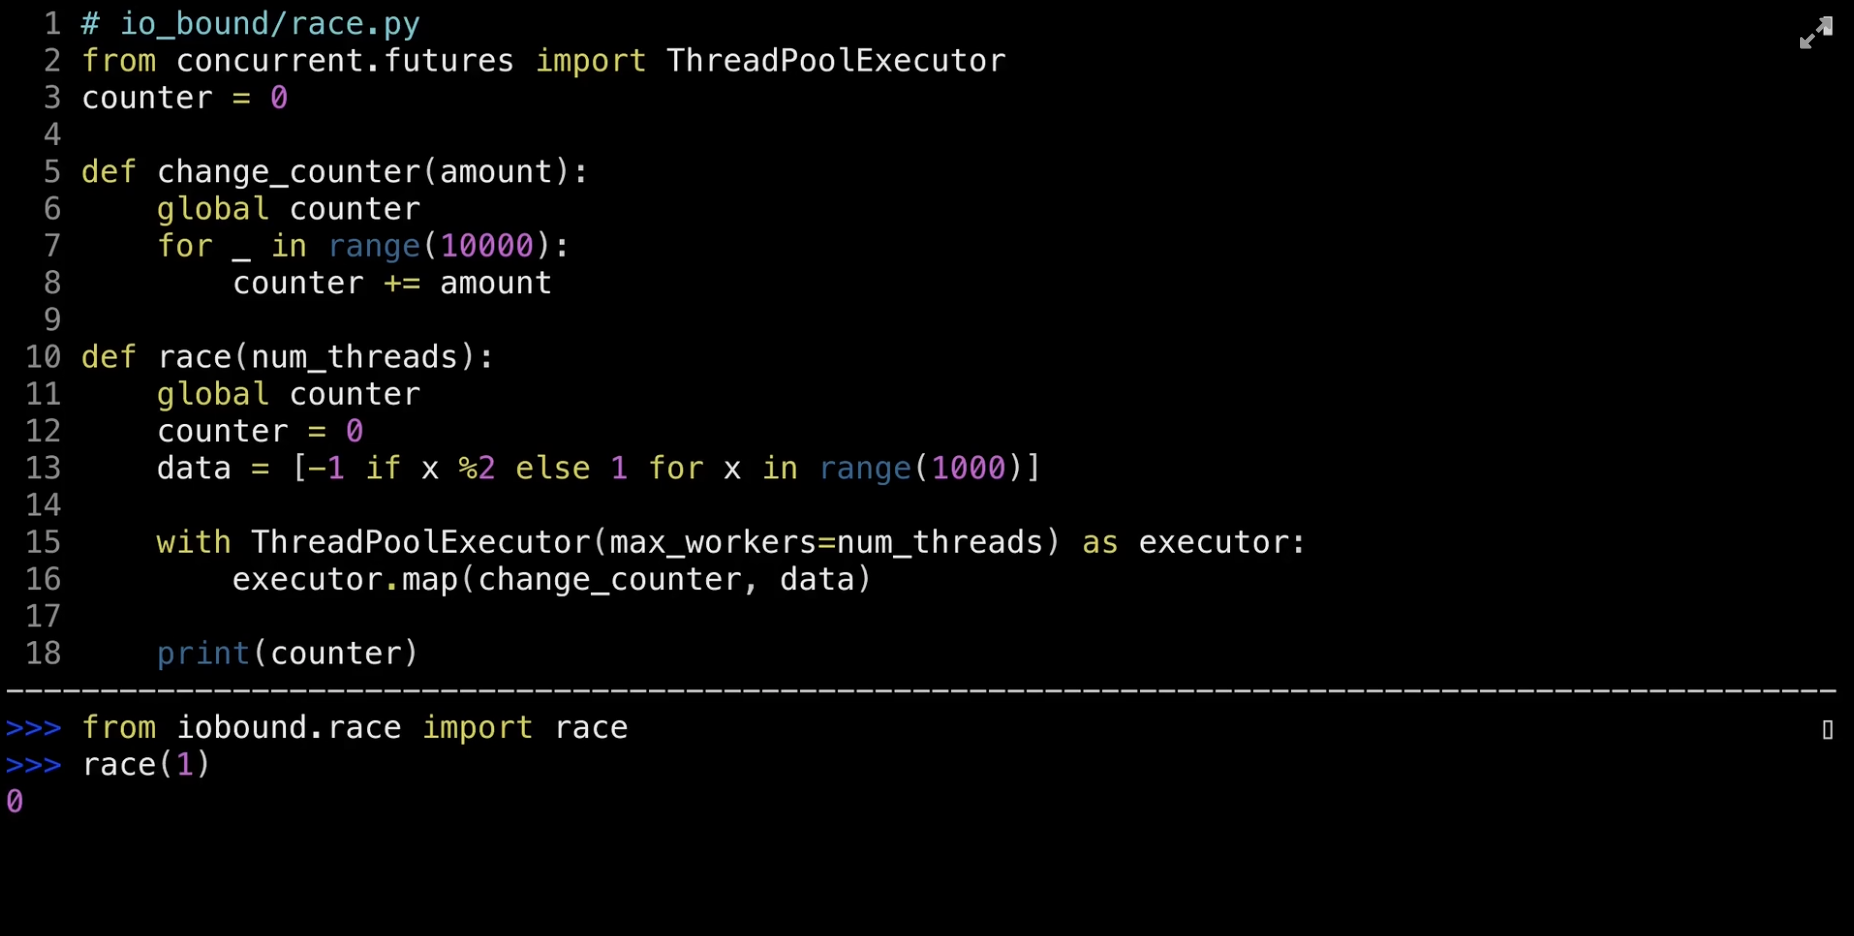 1 # io_bound/race.py
2 from concurrent.futures import ThreadPoolExecutor
3 counter = 0
4
5 def change_counter(amount):
6     global counter
7     for _ in range(10000):
8         counter += amount
9
10 def race(num_threads):
11     global counter
12     counter = 0
13     data = [-1 if x %2 else 1 for x in range(1000)]
14
15     with ThreadPoolExecutor(max_workers=num_threads) as executor:
16         executor.map(change_counter, data)
17
18     print(counter)
>>> from iobound.race import race
>>> race(1)
0